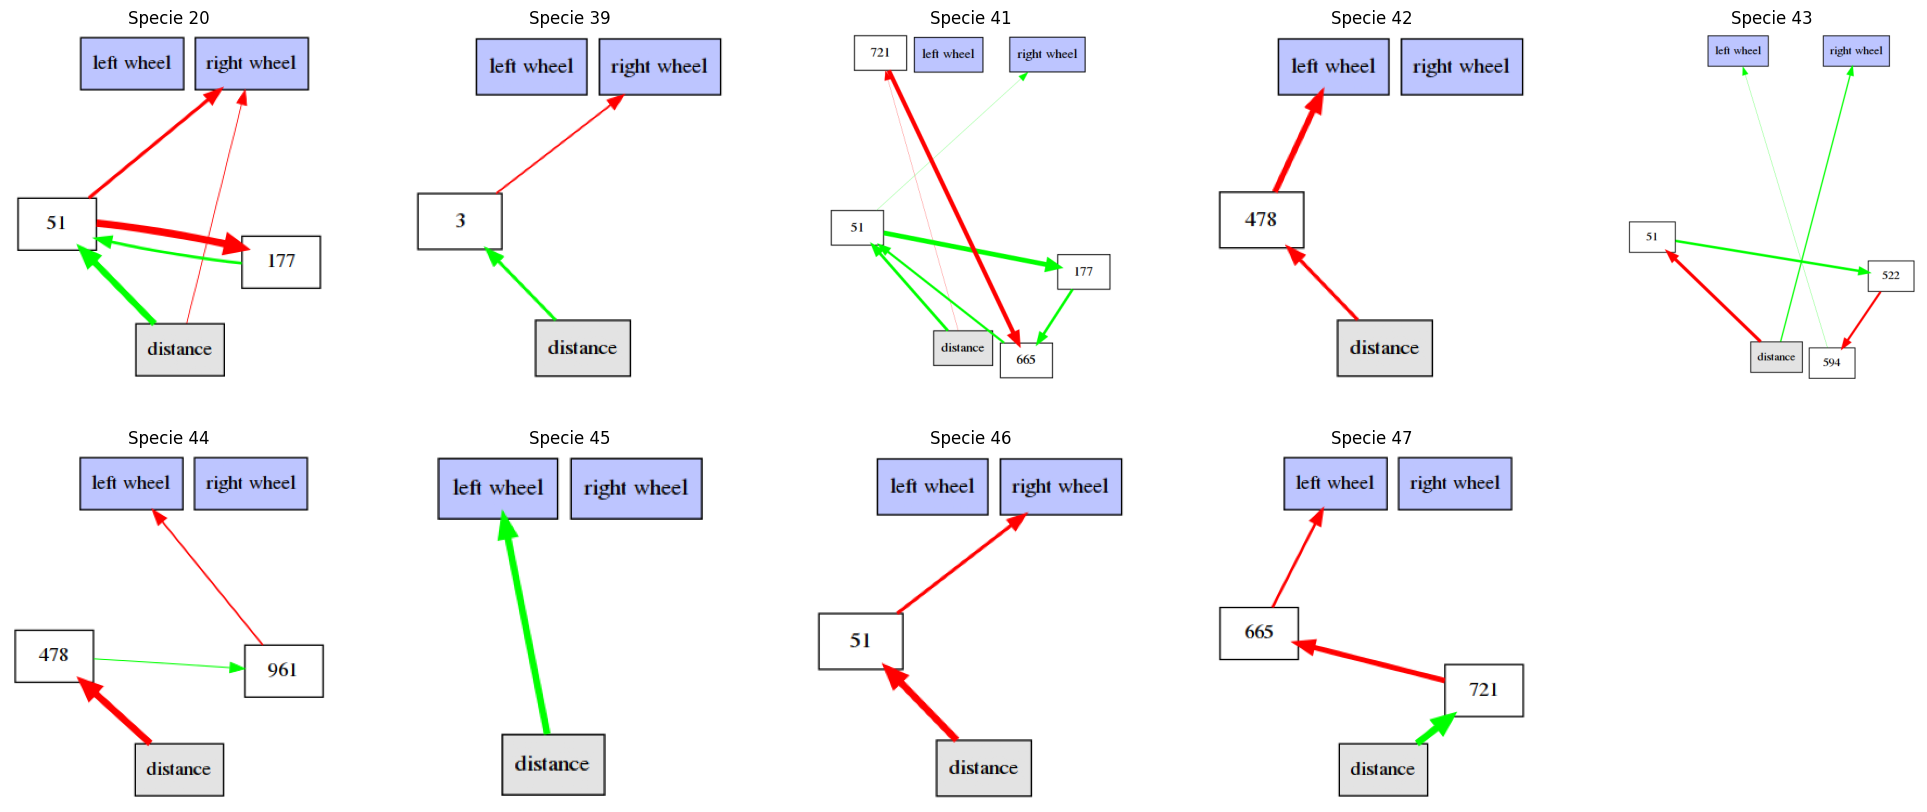 Specie 20
left wheel
right wheel
51
177
distance
Specie 39
left wheel
right wheel
3
distance
Specie 41
721
left wheel
right wheel
51
177
distance
665
Specie 42
left wheel
right wheel
478
distance
Specie 43
left wheel
right wheel
51
522
distance
594
Specie 44
left wheel
right wheel
478
961
distance
Specie 45
left wheel
right wheel
distance
Specie 46
left wheel
right wheel
51
distance
Specie 47
left wheel
right wheel
665
721
distance